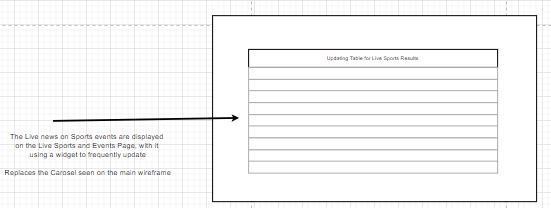 Updating Table for Live Sports Results
The Live news on Sports events are displayed
on the Live Sports and Events Page, with it
using a widget to frequently update
Replaces the Carosel seen on the main wireframe